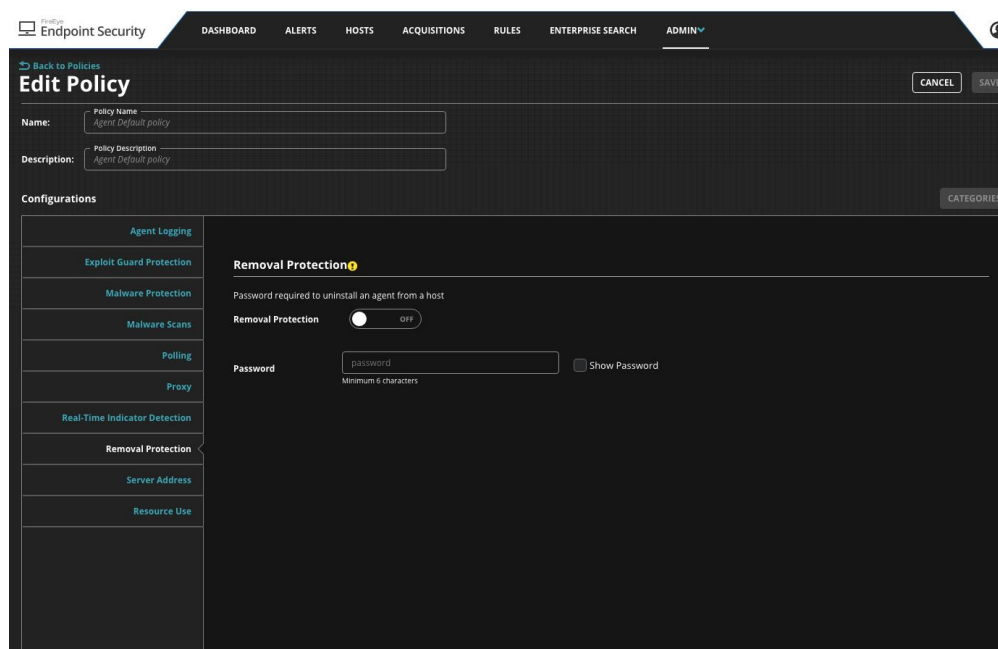 FireEye
Endpoint Security
DASHBOARD ALERTS HOSTS ACQUISITIONS RULES ENTERPRISE SEARCH ADMIN
Back to Policies
Edit Policy
CANCEL SAVE
Name: Policy Name
Agent Default policy
Description: Policy Description
Agent Default policy
Configurations
CATEGORIES
Agent Logging
Exploit Guard Protection
Malware Protection
Malware Scans
Polling
Proxy
Real-Time Indicator Detection
Removal Protection
Server Address
Resource Use
Removal Protection
Password required to uninstall an agent from a host
Removal Protection OFF
Password password Show Password
Minimum 6 characters